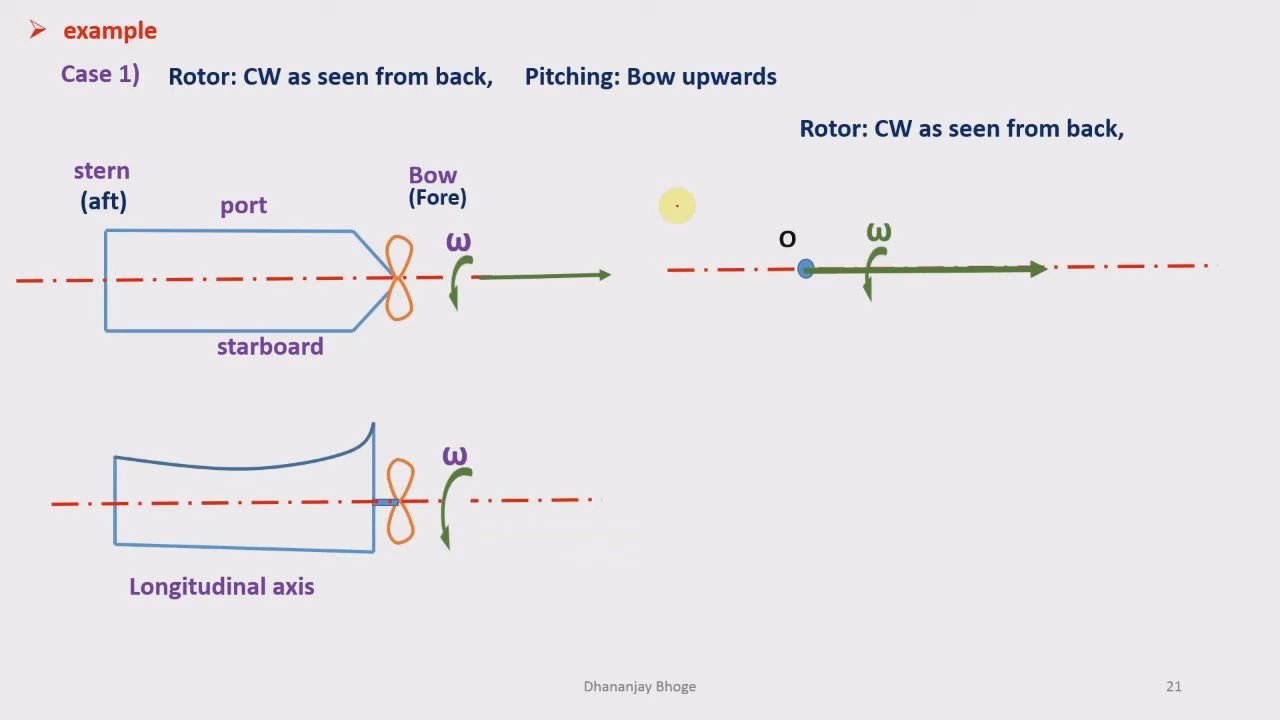 example
Case 1) Rotor: CW as seen from back, Pitching: Bow upwards
Rotor: CW as seen from back,
stern
(aft)
port
Bow
(Fore)
ω
starboard
O
ω
ω
Longitudinal axis
Dhananjay Bhoge
21